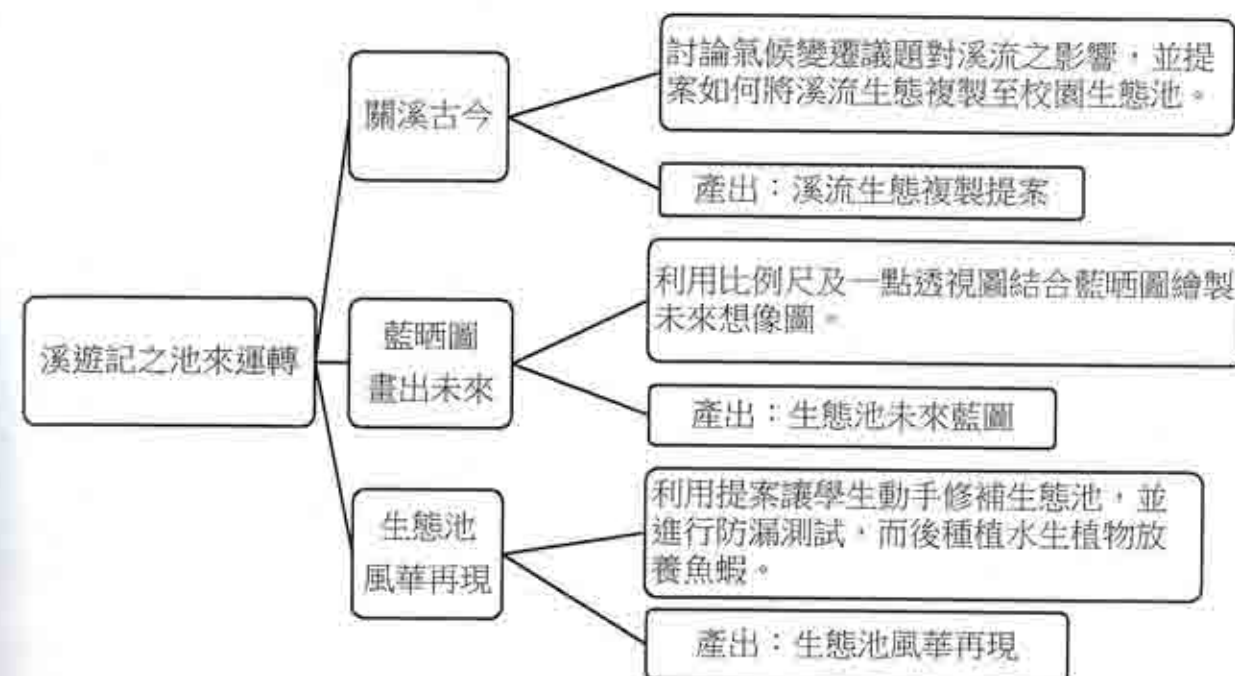 溪遊記之池來運轉
關溪古今
討論氣候變遷議題對溪流之影響，並提
案如何將溪流生態複製至校園生態池。
產出：溪流生態複製提案
藍晒圖
畫出未來
利用比例尺及一點透視圖結合藍晒圖繪製
未來想像圖。
產出：生態池未來藍圖
生態池
風華再現
利用提案讓學生動手修補生態池，並
進行防漏測試，而後種植水生植物放
養魚蝦。
產出：生態池風華再現